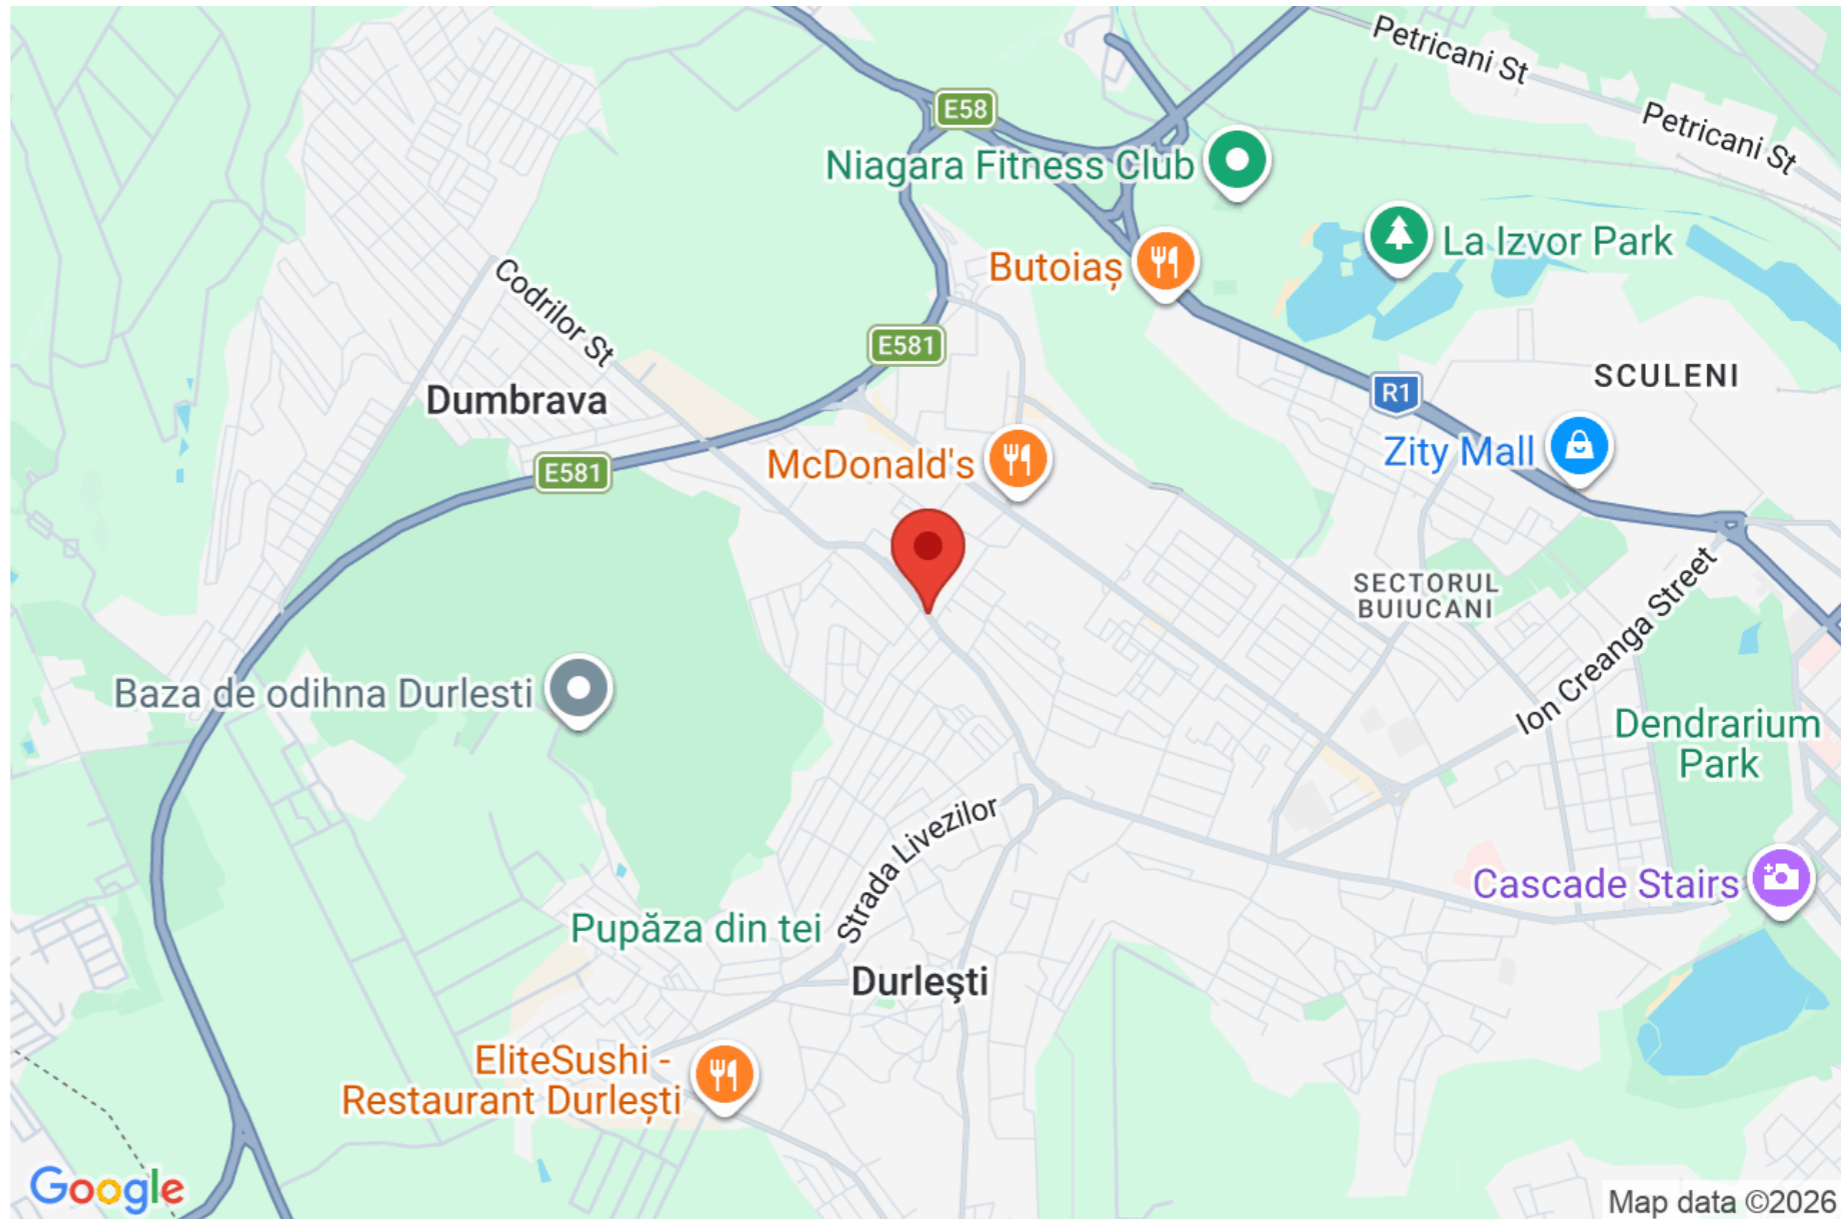 Petricani St
E58
Petricani St
Niagara Fitness Club
La Izvor Park
Butoiaș
Codrilor St
E581
SCULENI
R1
Dumbrava
Zity Mall
McDonald's
E581
SECTORUL
BUIUCANI
Ion Creanga Street
Baza de odihna Durlesti
Dendrarium
Park
Strada Livezilor
Cascade Stairs
Pupăza din tei
Durleşti
EliteSushi -
Restaurant Durlești
Google
Map data ©2026